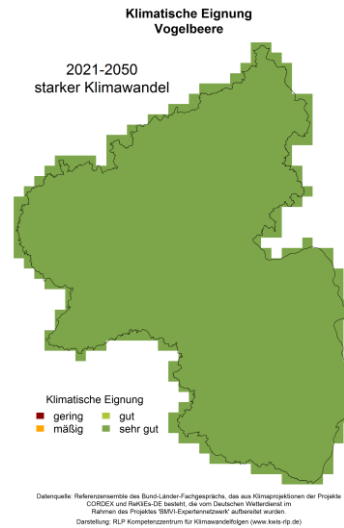 Klimatische Eignung
Vogelbeere
2021-2050
starker Klimawandel
Klimatische Eignung
gering
gut
mäßig
sehr gut
Datenquelle: Referenzensemble des Bund-Länder-Fachgesprächs, das aus Klimaprojektionen der Projekte
CORDEX und ReKliEs-DE besteht, die vom Deutschen Wetterdienst im
Rahmen des Projektes 'BMVI-Expertennetzwerk' aufbereitet wurden.
Darstellung: RLP Kompetenzzentrum für Klimawandelfolgen (www.kwis-rlp.de)